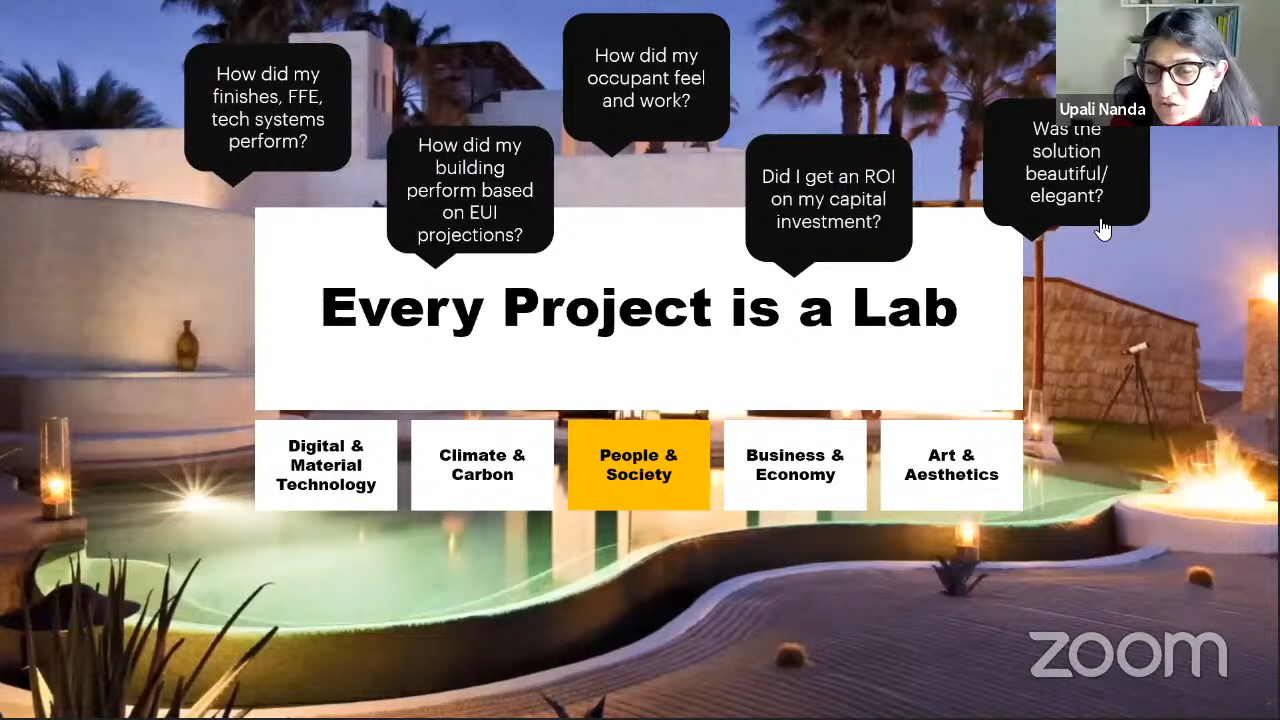 How did my
finishes, FFE,
tech systems
perform?
How did my
building
perform based
on EUI
projections?
How did my
occupant feel
and work?
Did I get an ROI
on my capital
investment?
Upali Nanda
Was the
solution
beautiful/
elegant?
Every Project is a Lab
Digital &
Material
Technology
Climate &
Carbon
People &
Society
Business &
Economy
Art &
Aesthetics
zoom